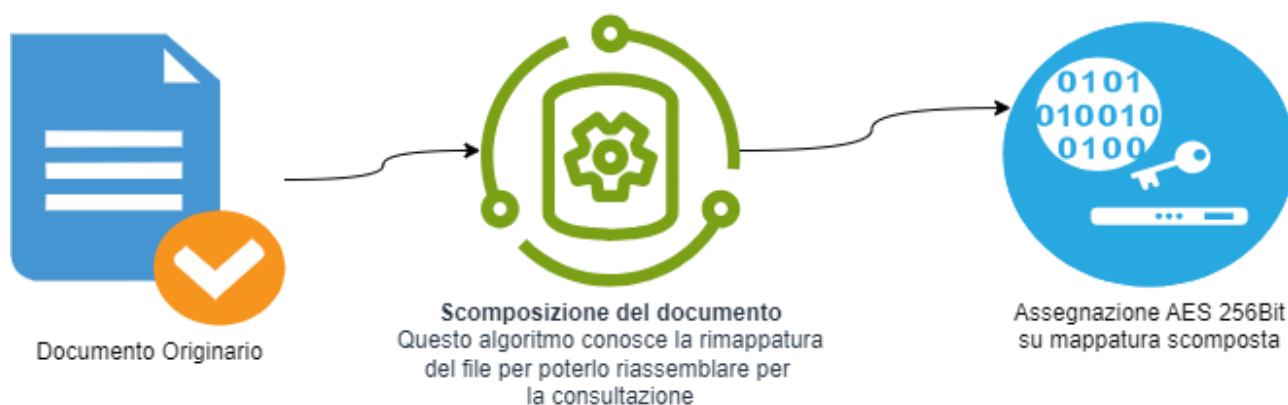 Documento Originario
Scomposizione del documento
Questo algoritmo conosce la rimappatura
del file per poterlo riassemblare per
la consultazione
0101
010010
0100
Assegnazione AES 256Bit
su mappatura scomposta